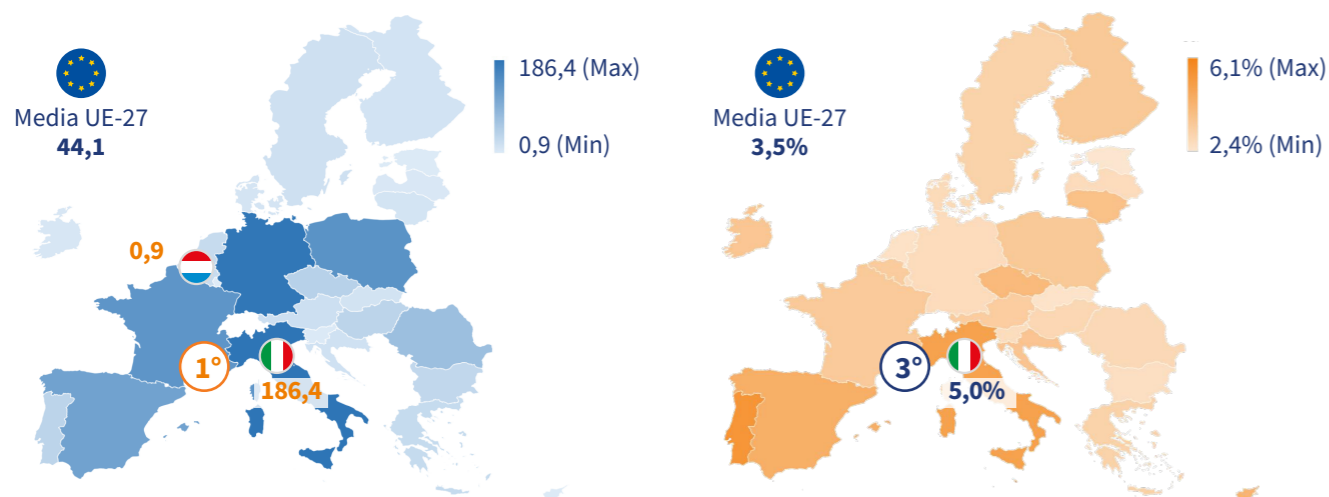 Media UE-27
44,1
186,4 (Max)
0,9 (Min)
0,9
1°
186,4
Media UE-27
3,5%
6,1% (Max)
2,4% (Min)
3°
5,0%